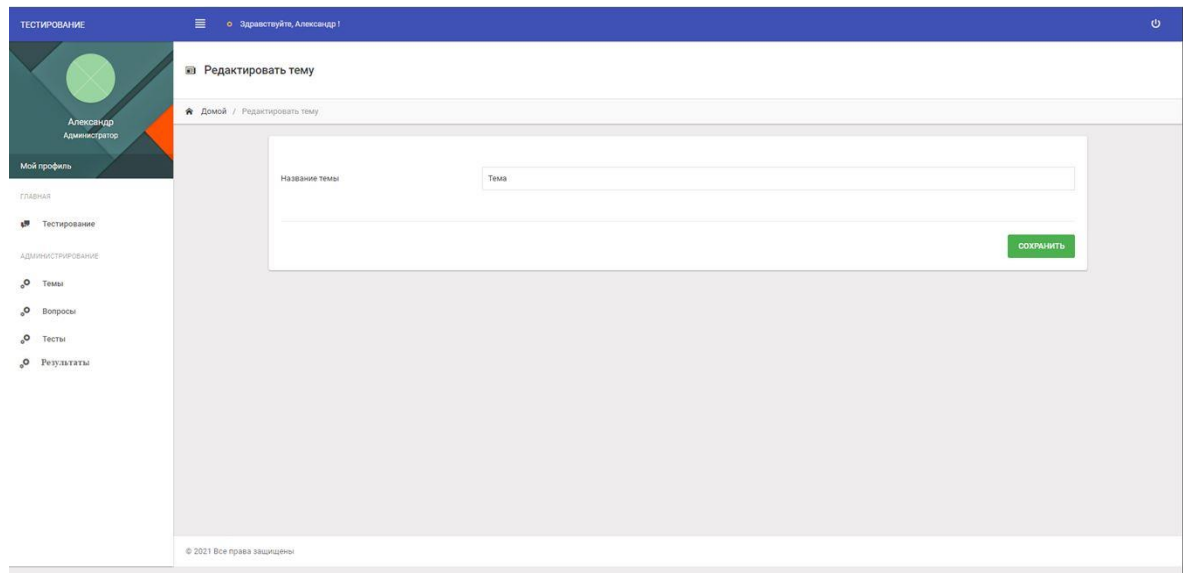 ТЕСТИРОВАНИЕ
Здравствуйте, Александр !
Александр
Администратор
Мой профиль
ГЛАВНАЯ
Тестирование
АДМИНИСТРИРОВАНИЕ
Темы
Вопросы
Тесты
Результаты
Редактировать тему
Домой / Редактировать тему
Название темы
Тема
СОХРАНИТЬ
© 2021 Все права защищены